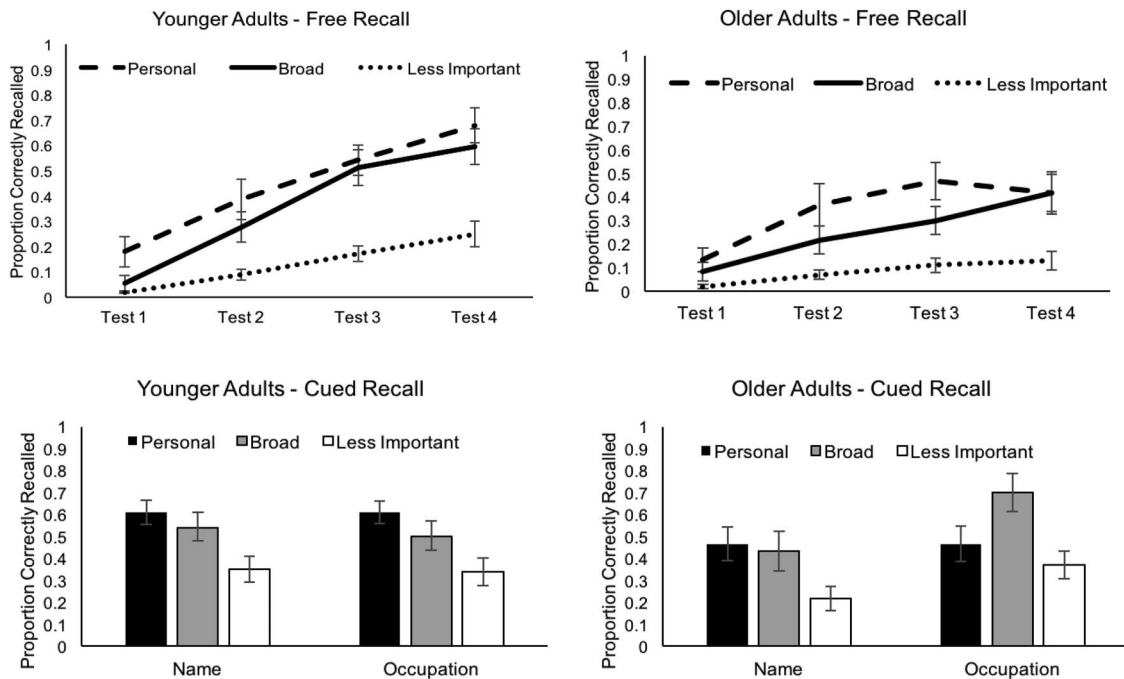 Younger Adults - Free Recall
Proportion Correctly Recalled
1
0.9
0.8
0.7
0.6
0.5
0.4
0.3
0.2
0.1
0
Personal Broad Less Important
Test 1 Test 2 Test 3 Test 4
Older Adults - Free Recall
Proportion Correctly Recalled
1
0.9
0.8
0.7
0.6
0.5
0.4
0.3
0.2
0.1
0
Personal Broad Less Important
Test 1 Test 2 Test 3 Test 4
Younger Adults - Cued Recall
Proportion Correctly Recalled
1
0.9
0.8
0.7
0.6
0.5
0.4
0.3
0.2
0.1
0
Personal Broad Less Important
Name Occupation
Older Adults - Cued Recall
Proportion Correctly Recalled
1
0.9
0.8
0.7
0.6
0.5
0.4
0.3
0.2
0.1
0
Personal Broad Less Important
Name Occupation